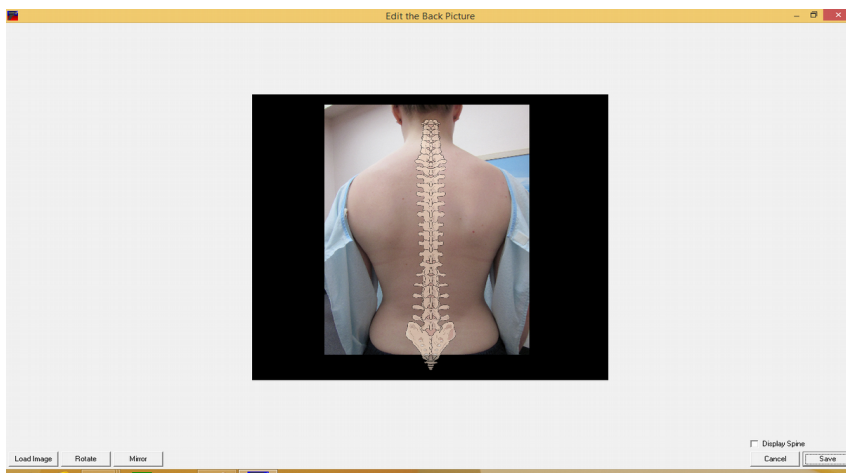 Edit the Back Picture
Display Spine
Load Image Rotate Mirror Cancel Save